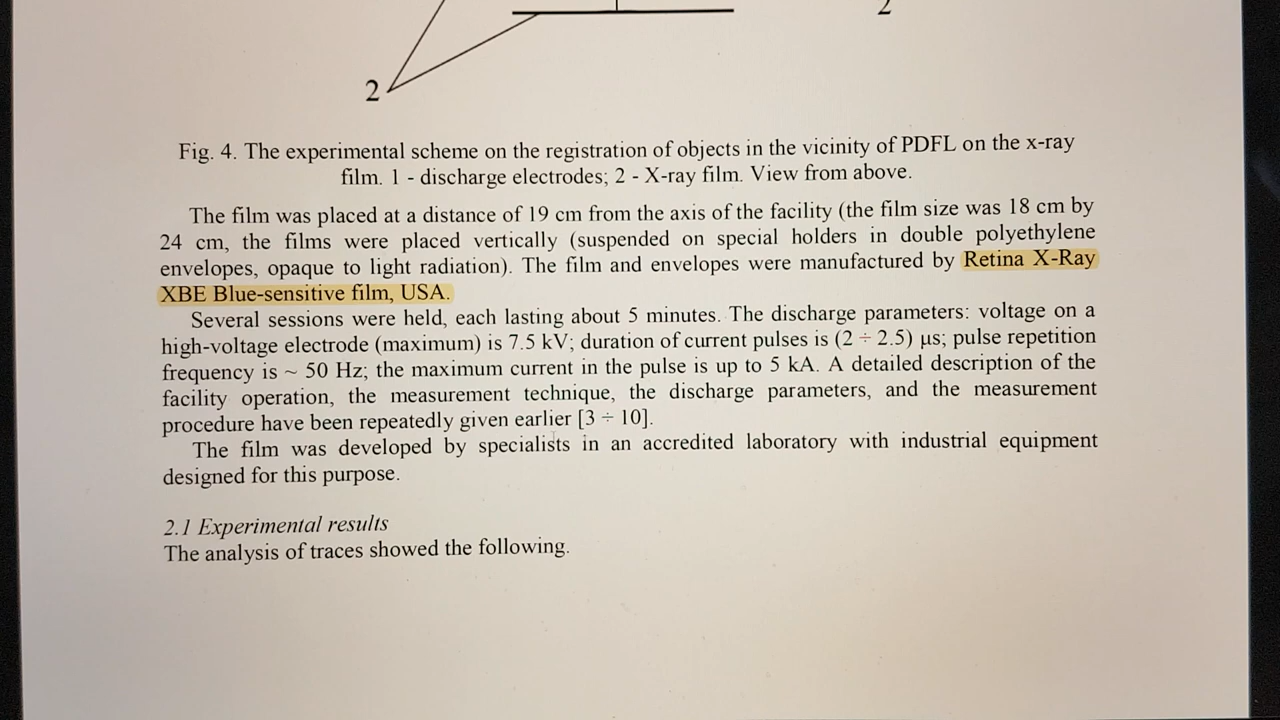 2
2
Fig. 4. The experimental scheme on the registration of objects in the vicinity of PDFL on the x-ray
film. 1 - discharge electrodes; 2 - X-ray film. View from above.
The film was placed at a distance of 19 cm from the axis of the facility (the film size was 18 cm by
24 cm, the films were placed vertically (suspended on special holders in double polyethylene
envelopes, opaque to light radiation). The film and envelopes were manufactured by Retina X-Ray
XBE Blue-sensitive film, USA.
Several sessions were held, each lasting about 5 minutes. The discharge parameters: voltage on a
high-voltage electrode (maximum) is 7.5 kV; duration of current pulses is (2 ÷ 2.5) μs; pulse repetition
frequency is ~ 50 Hz; the maximum current in the pulse is up to 5 kA. A detailed description of the
facility operation, the measurement technique, the discharge parameters, and the measurement
procedure have been repeatedly given earlier [3 ÷ 10].
The film was developed by specialists in an accredited laboratory with industrial equipment
designed for this purpose.
2.1 Experimental results
The analysis of traces showed the following.